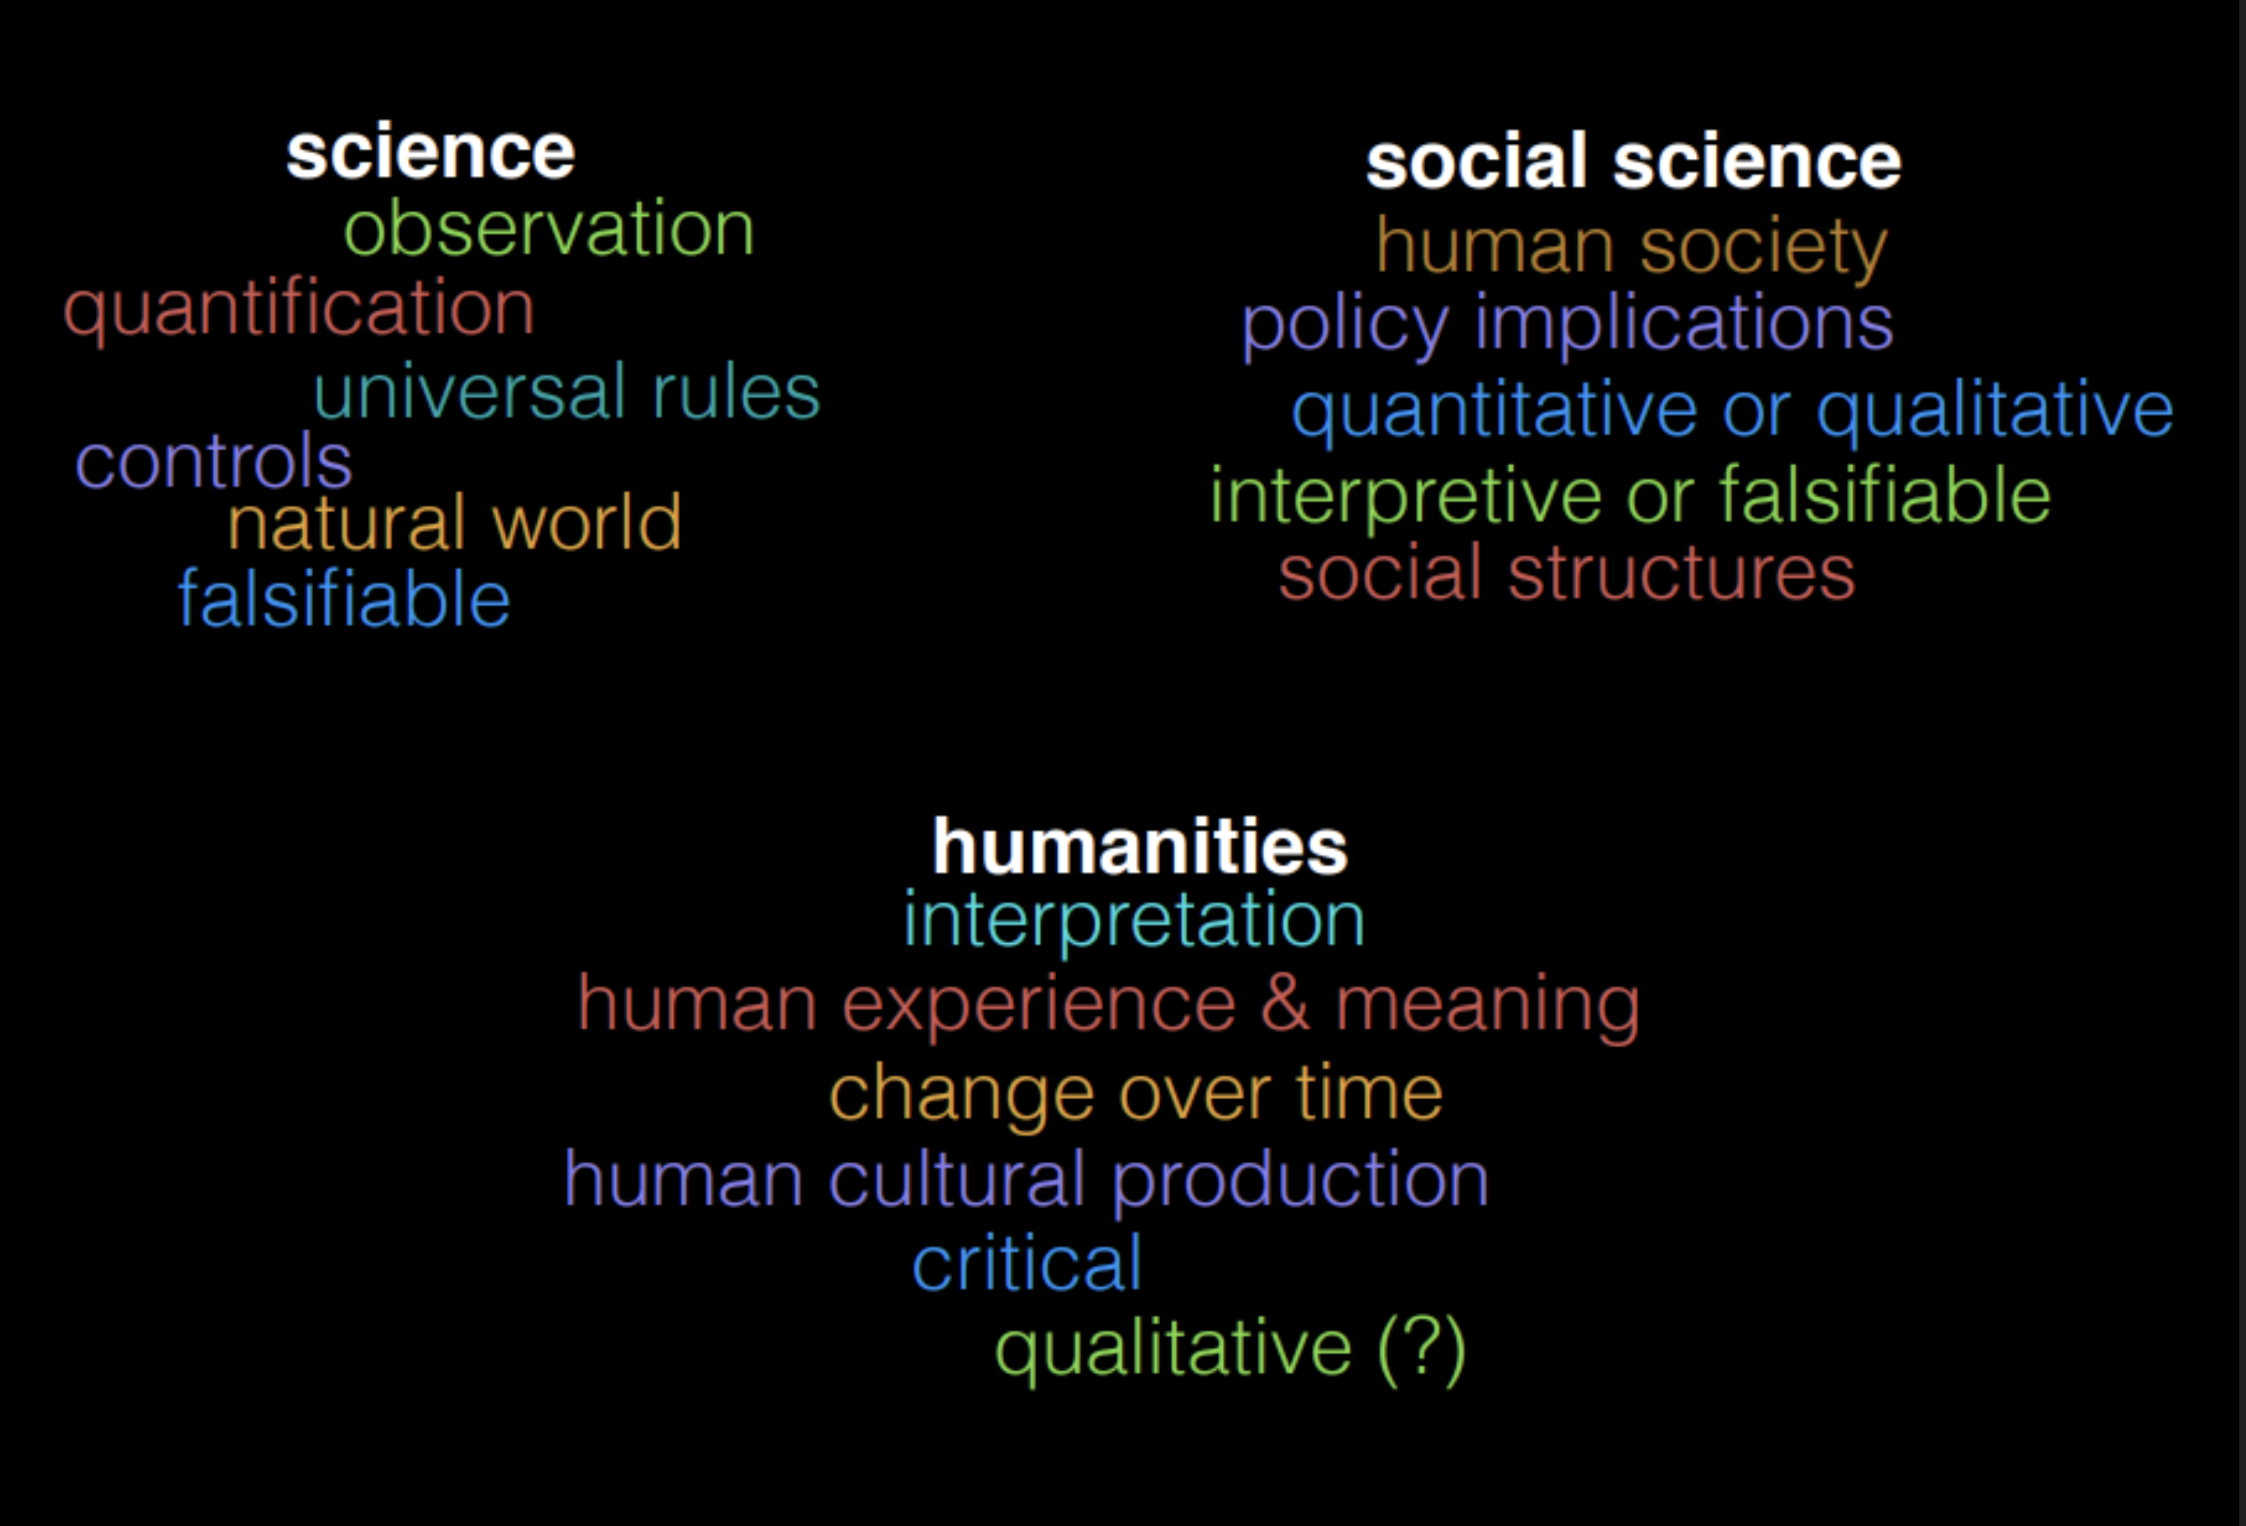 science
observation
quantification
universal rules
controls
natural world
falsifiable
social science
human society
policy implications
quantitative or qualitative
interpretive or falsifiable
social structures
humanities
interpretation
human experience & meaning
change over time
human cultural production
critical
qualitative (?)